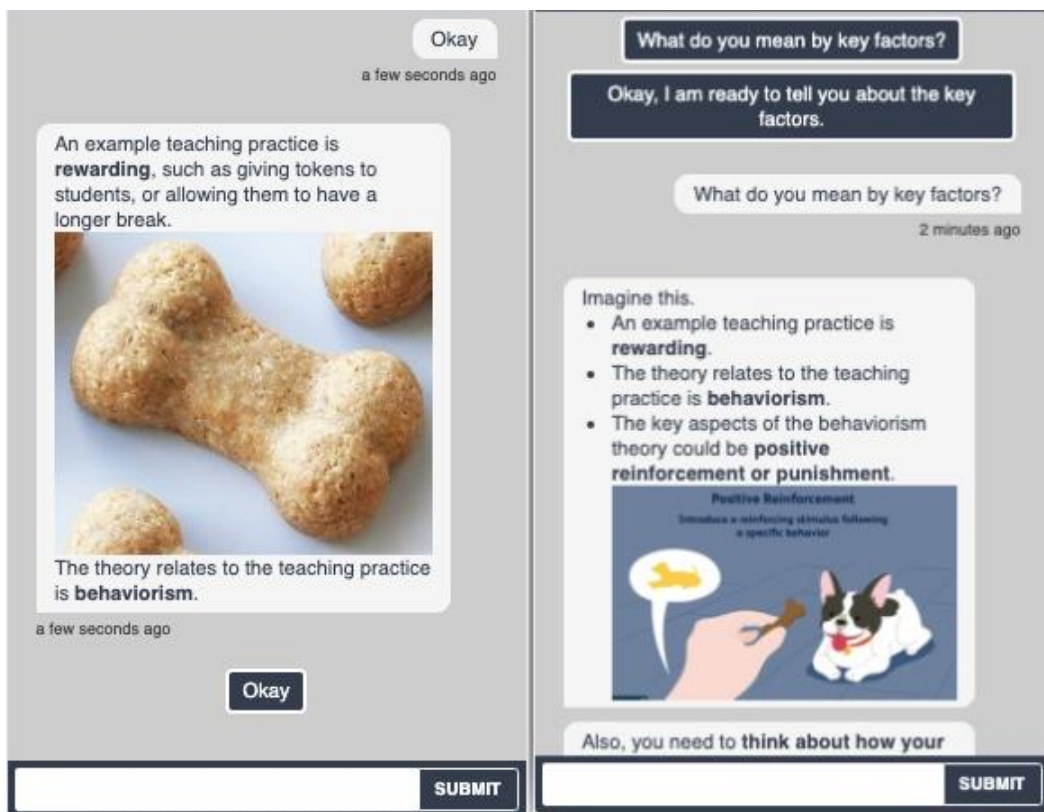 Okay
a few seconds ago
An example teaching practice is
rewarding, such as giving tokens to
students, or allowing them to have a
longer break.
The theory relates to the teaching practice
is behaviorism.
a few seconds ago
Okay
SUBMIT
What do you mean by key factors?
Okay, I am ready to tell you about the key
factors.
What do you mean by key factors?
2 minutes ago
Imagine this.
• An example teaching practice is
rewarding.
• The theory relates to the teaching
practice is behaviorism.
• The key aspects of the behaviorism
theory could be positive
reinforcement or punishment.
Positive Reinforcement
Introduce a reinforcing stimulus following
a specific behavior
Also, you need to think about how your
SUBMIT